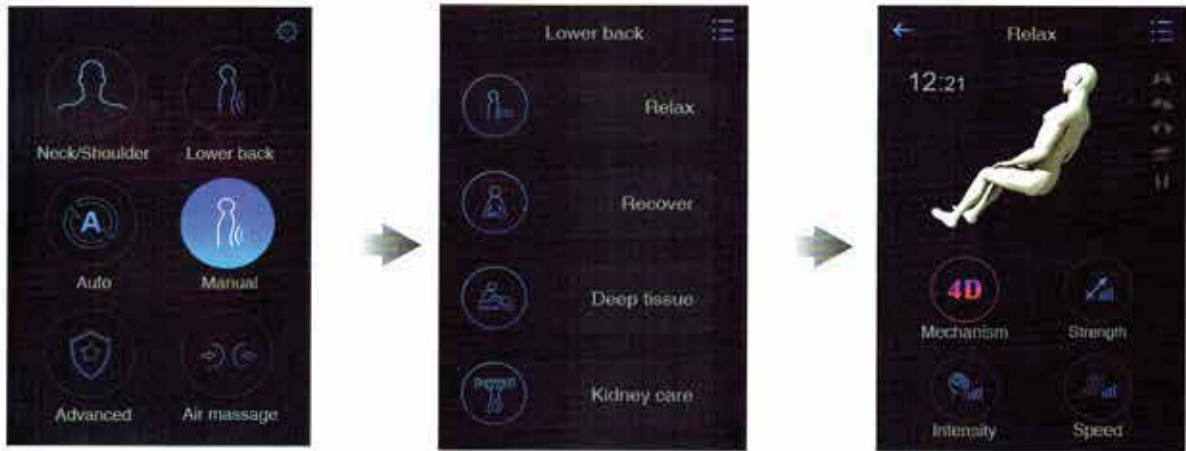 Neck/Shoulder
Lower back
A
Auto
Manual
Advanced
Air massage
Lower back
Relax
Recover
Deep tissue
Kidney care
Relax
12:21
4D
Mechanism
Strength
Intensity
Speed